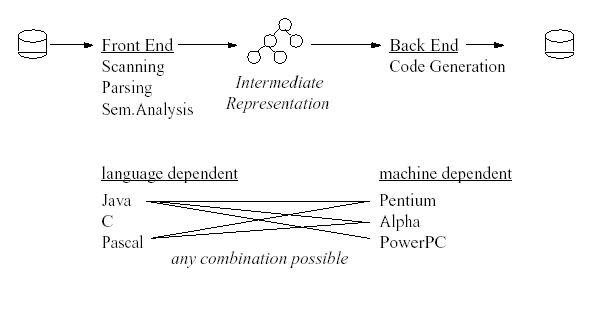 Front End
Scanning
Parsing
Sem.Analysis
Intermediate
Representation
Back End
Code Generation
language dependent
Java
C
Pascal
machine dependent
Pentium
Alpha
PowerPC
any combination possible